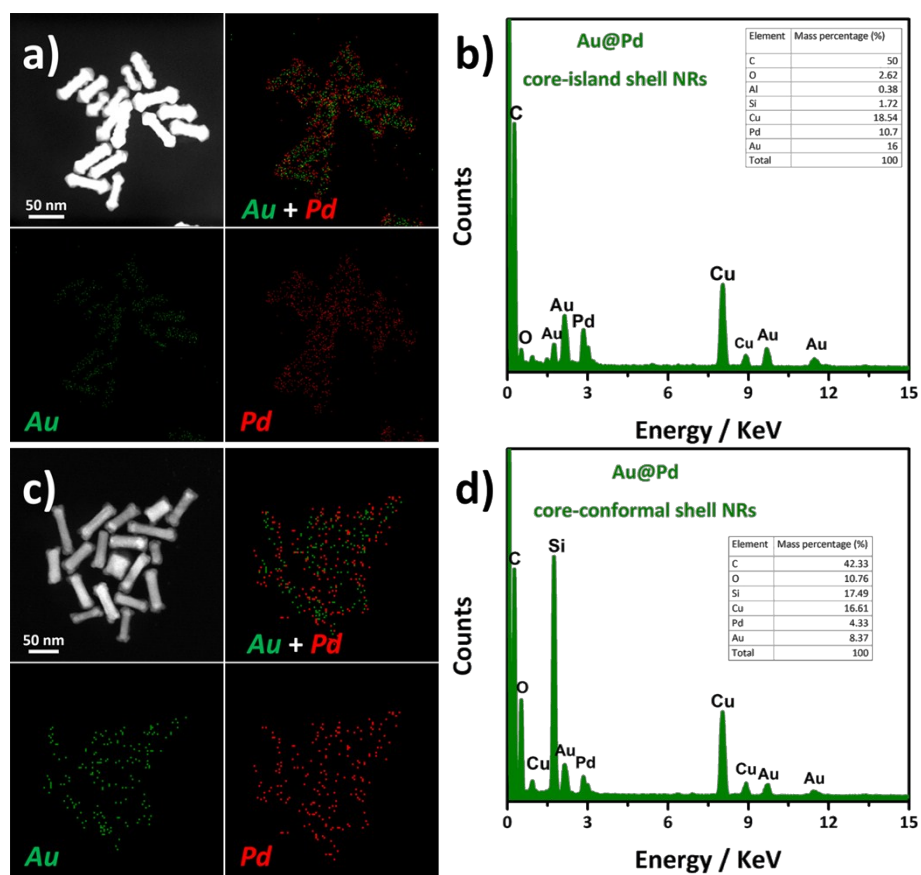 a)
50 nm
Au + Pd
Au
Pd
b)
Au@Pd
core-island shell NRs
Element Mass percentage (%)
C 50
O 2.62
Al 0.38
Si 1.72
Cu 18.54
Pd 10.7
Au 16
Total 100
Counts
C
O
Au
Au
Pd
Cu
Cu
Au
Au
0 3 6 9 12 15
Energy / KeV
c)
50 nm
Au + Pd
Au
Pd
d)
Au@Pd
core-conformal shell NRs
Element Mass percentage (%)
C 42.33
O 10.76
Si 17.49
Cu 16.61
Pd 4.33
Au 8.37
Total 100
Counts
C
O
Cu
Si
Au
Pd
Cu
Cu
Au
Au
0 3 6 9 12 15
Energy / KeV